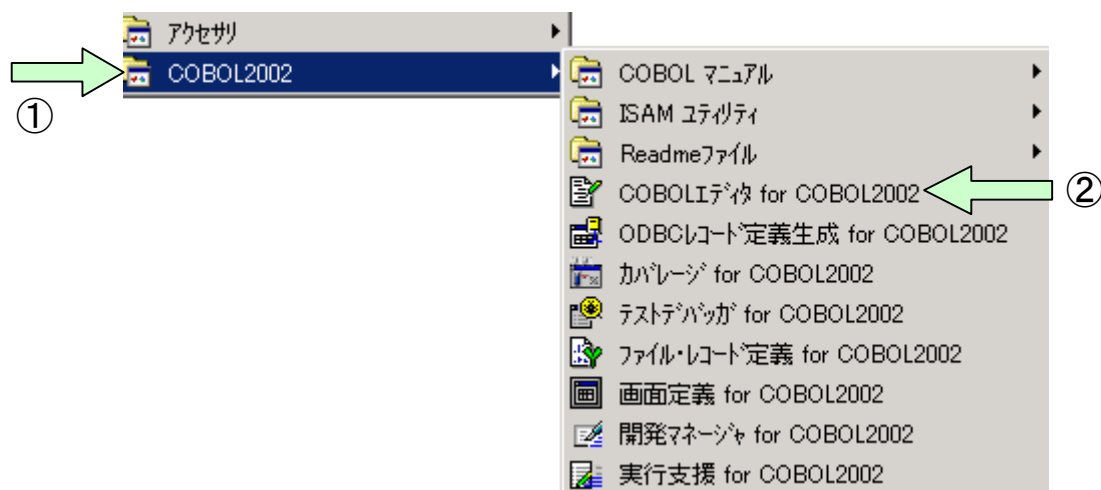 アクセサリ
COBOL2002
①
COBOL マニュアル
ISAM ユティリティ
Readmeファイル
COBOLエディタ for COBOL2002
②
ODBCレコード定義生成 for COBOL2002
カバレージ for COBOL2002
テストデバッガ for COBOL2002
ファイル・レコード定義 for COBOL2002
画面定義 for COBOL2002
開発マネージャ for COBOL2002
実行支援 for COBOL2002